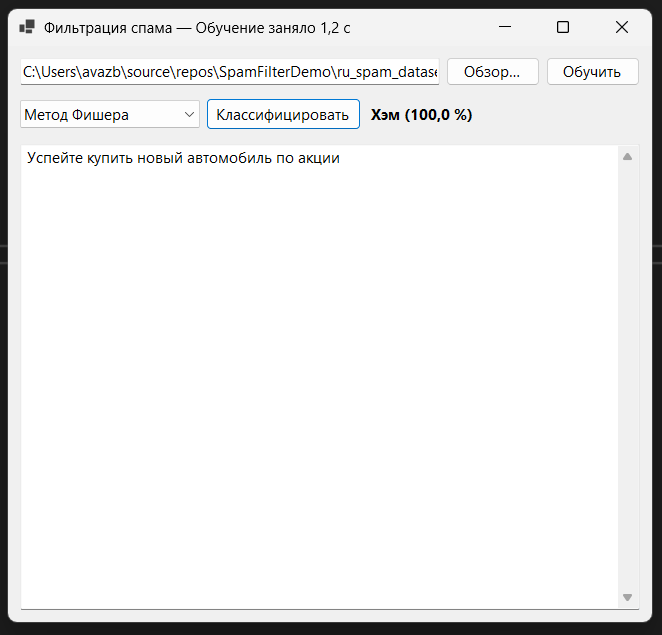 Фильтрация спама — Обучение заняло 1,2 с
C:\Users\avazb\source\repos\SpamFilterDemo\ru_spam_datase Обзор... Обучить
Метод Фишера Классифицировать Хэм (100,0 %)
Успейте купить новый автомобиль по акции